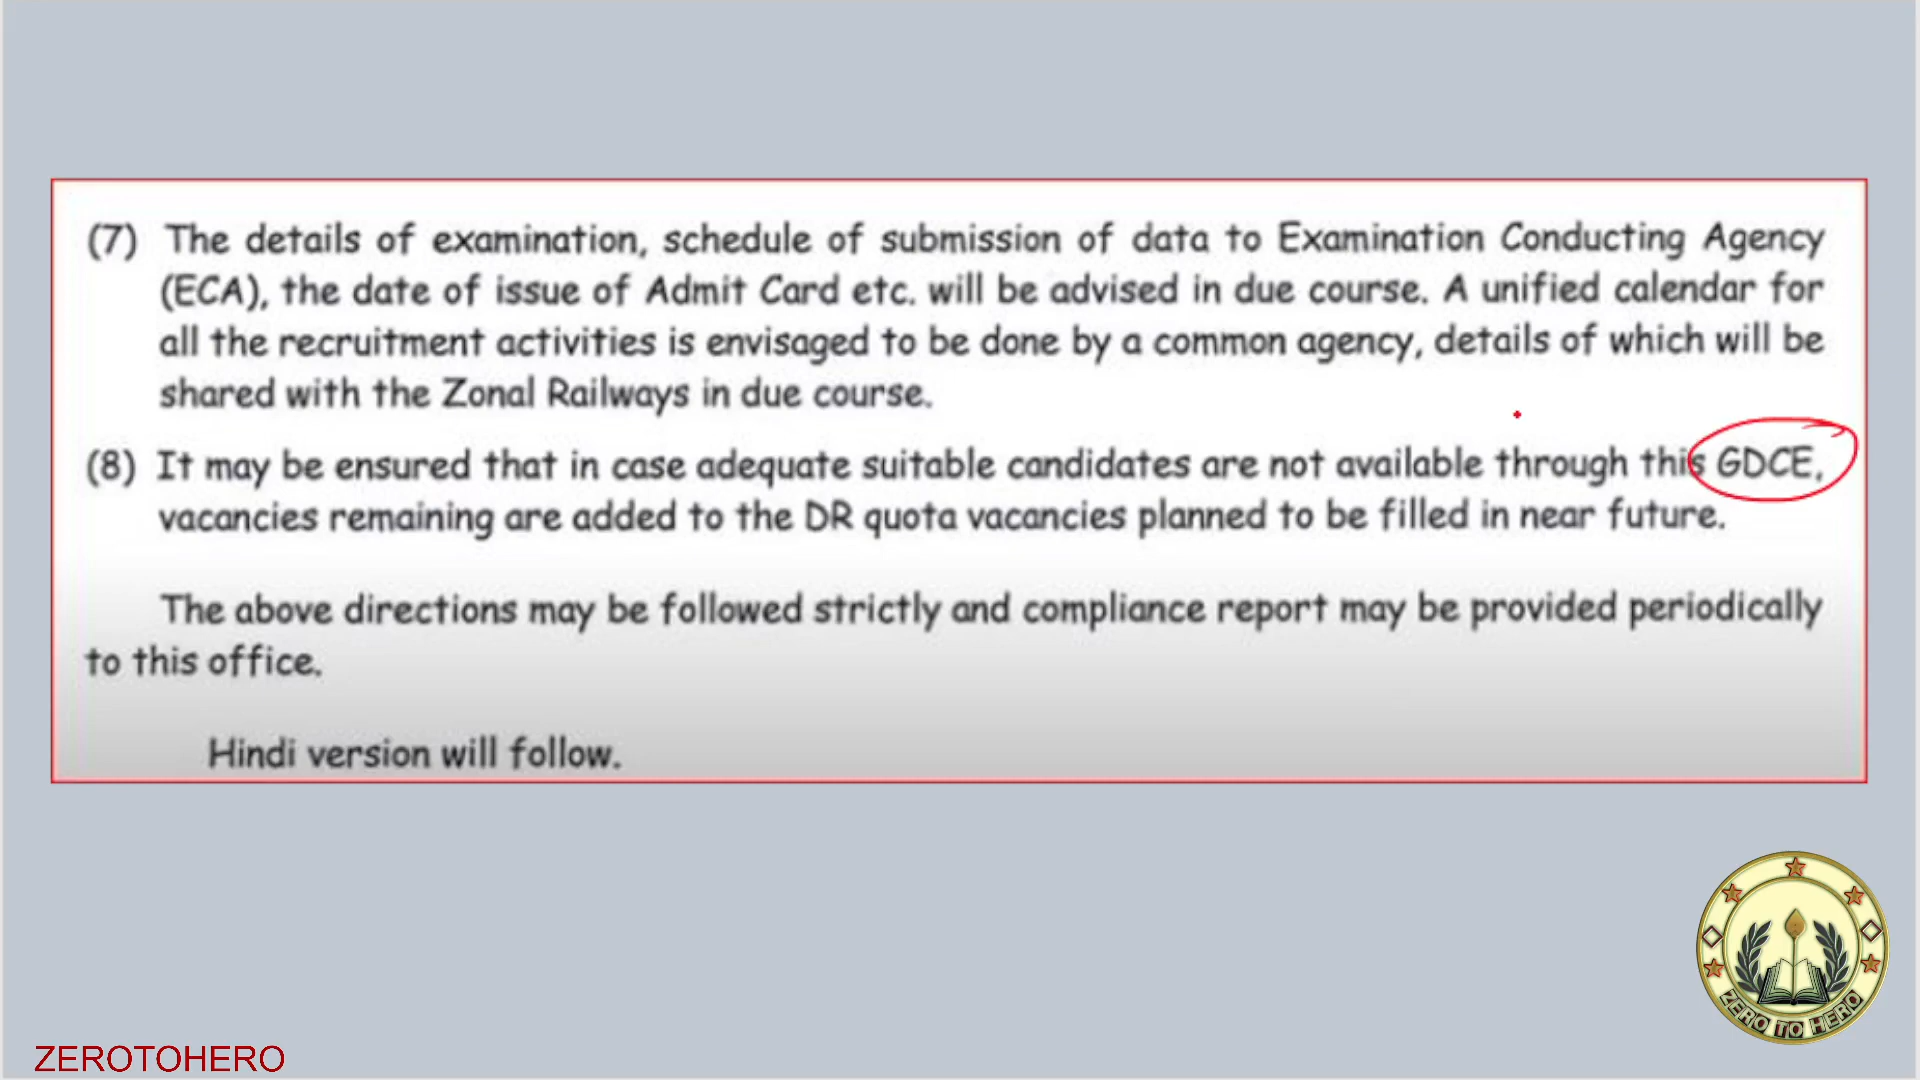 (7) The details of examination, schedule of submission of data to Examination Conducting Agency
(ECA), the date of issue of Admit Card etc. will be advised in due course. A unified calendar for
all the recruitment activities is envisaged to be done by a common agency, details of which will be
shared with the Zonal Railways in due course.
(8) It may be ensured that in case adequate suitable candidates are not available through this GDCE,
vacancies remaining are added to the DR quota vacancies planned to be filled in near future.
The above directions may be followed strictly and compliance report may be provided periodically
to this office.
Hindi version will follow.
ZERO TO HERO
ZEROTOHERO